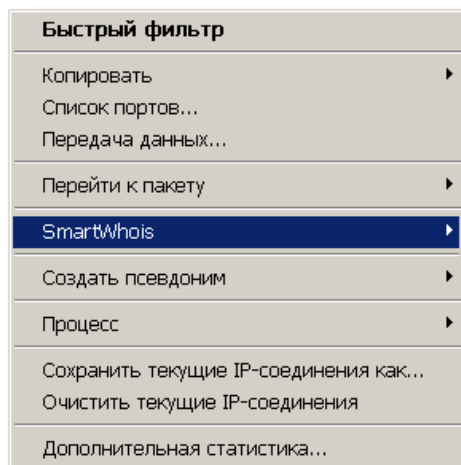 Быстрый фильтр
Копировать
Список портов...
Передача данных...
Перейти к пакету
SmartWhois
Создать псевдоним
Процесс
Сохранить текущие IP-соединения как...
Очистить текущие IP-соединения
Дополнительная статистика...